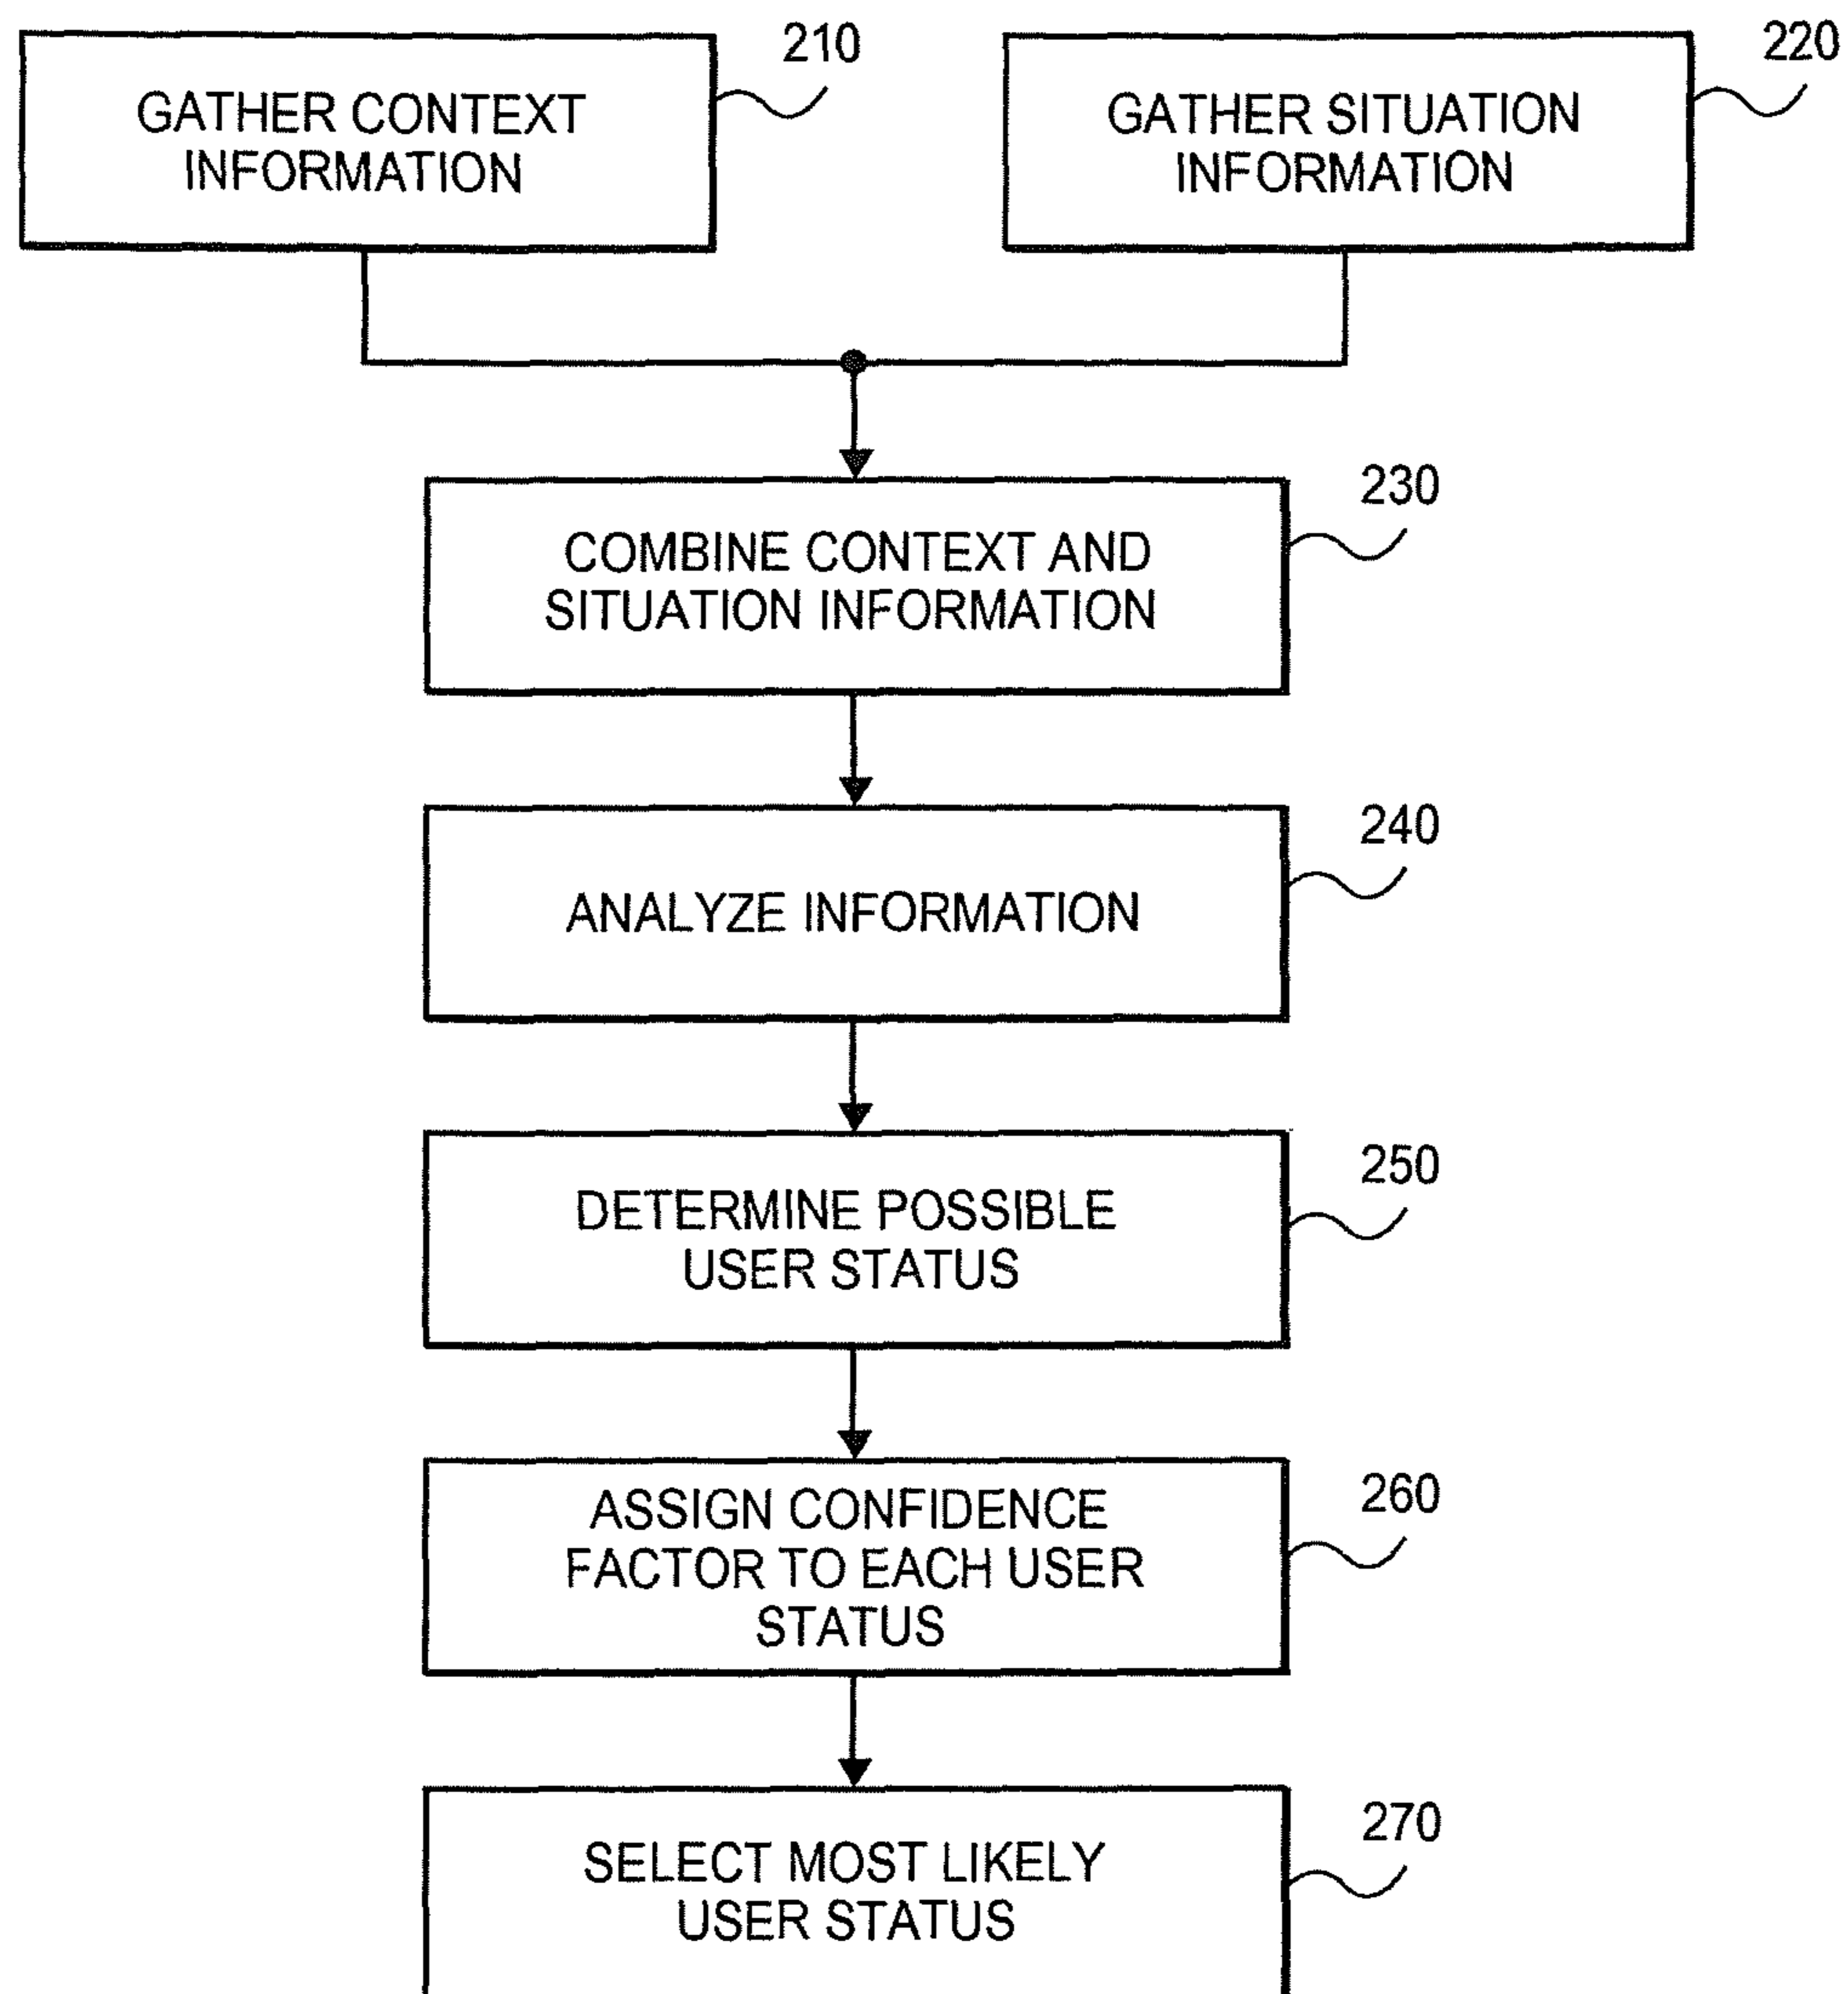 210
GATHER CONTEXT
INFORMATION
220
GATHER SITUATION
INFORMATION
230
COMBINE CONTEXT AND
SITUATION INFORMATION
240
ANALYZE INFORMATION
250
DETERMINE POSSIBLE
USER STATUS
260
ASSIGN CONFIDENCE
FACTOR TO EACH USER
STATUS
270
SELECT MOST LIKELY
USER STATUS